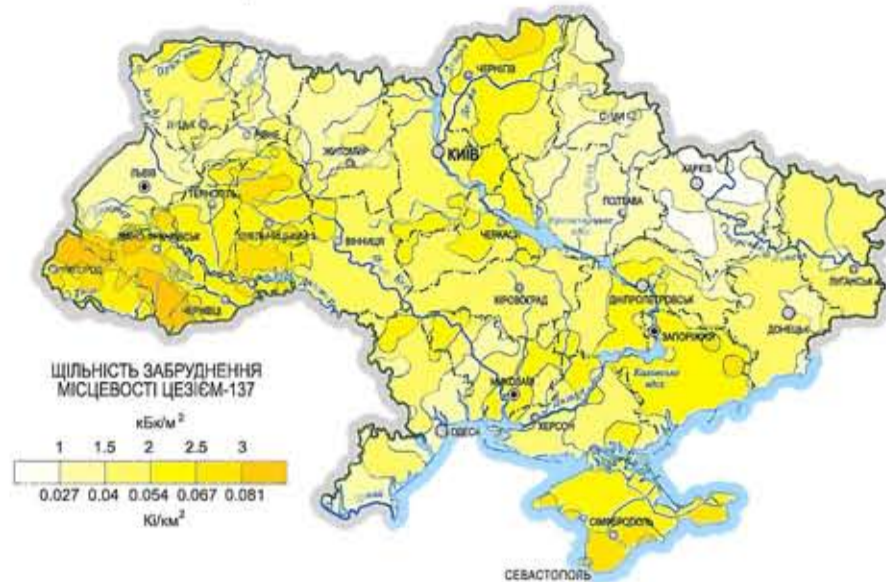 ЧЕРНІГІВ
СУМИ
ЛУЦЬК
РІВНЕ
ЖИТОМИР
КИЇВ
ЛЬВІВ
ХАРКІВ
ТЕРНОПІЛЬ
ПОЛТАВА
ІВАНО-ФРАНКІВСЬК
ХМЕЛЬНИЦЬКИЙ
ВІННИЦЯ
ЧЕРКАСИ
УЖГОРОД
ЛУГАНСЬК
ЧЕРНІВЦІ
КІРОВОГРАД
ДНІПРОПЕТРОВСЬК
ДОНЕЦЬК
ЗАПОРІЖЖЯ
ЩІЛЬНІСТЬ ЗАБРУДНЕННЯ
МІСЦЕВОСТІ ЦЕЗІЄМ-137
МИКОЛАЇВ
кБк/м²
ОДЕСА
ХЕРСОН
1 1.5 2 2.5 3
0.027 0.04 0.054 0.067 0.081
Кі/км²
СІМФЕРОПОЛЬ
СЕВАСТОПОЛЬ